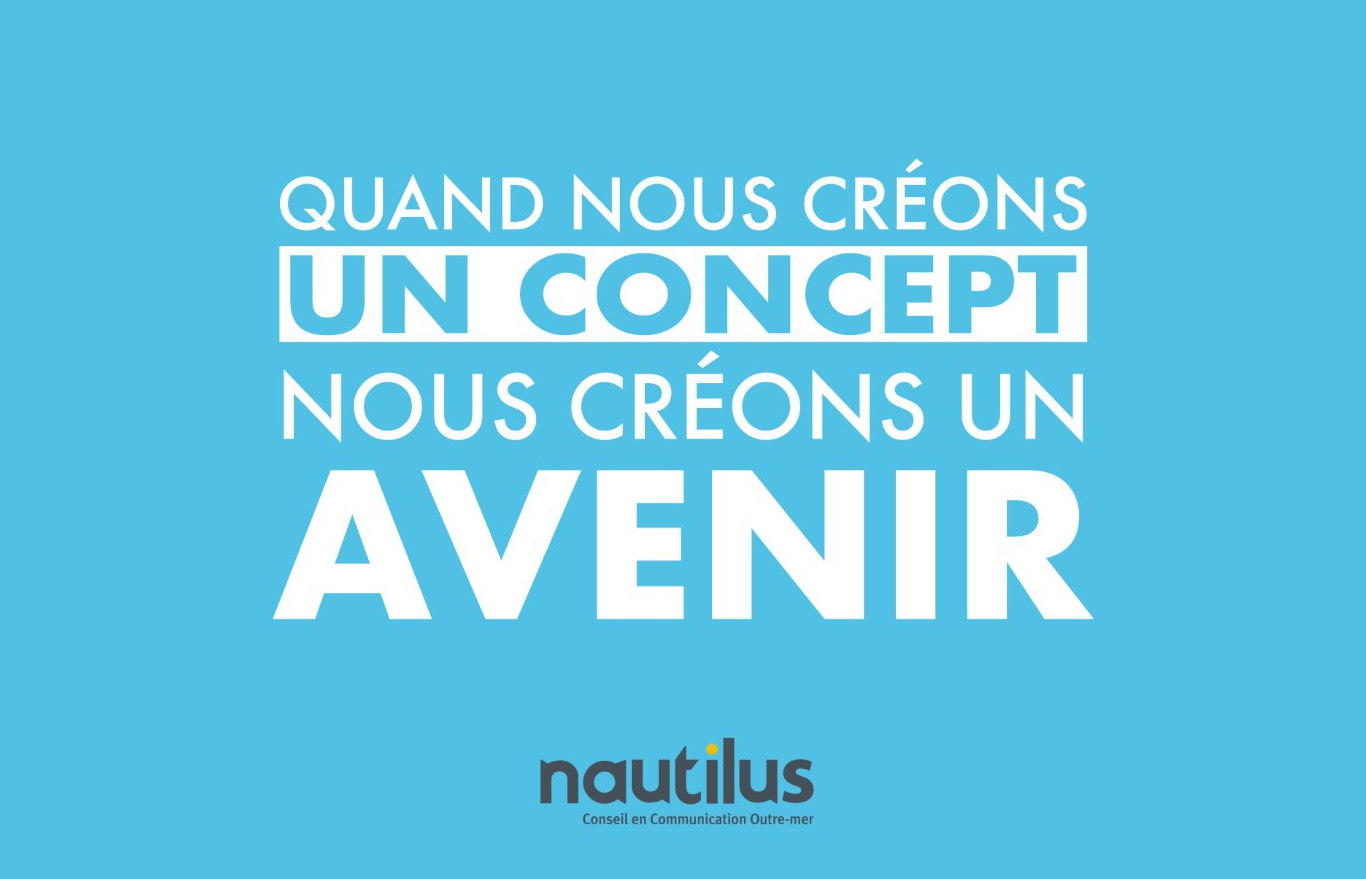 QUAND NOUS CRÉONS
UN CONCEPT
NOUS CRÉONS UN
AVENIR
nautilus
Conseil en Communication Outre-mer